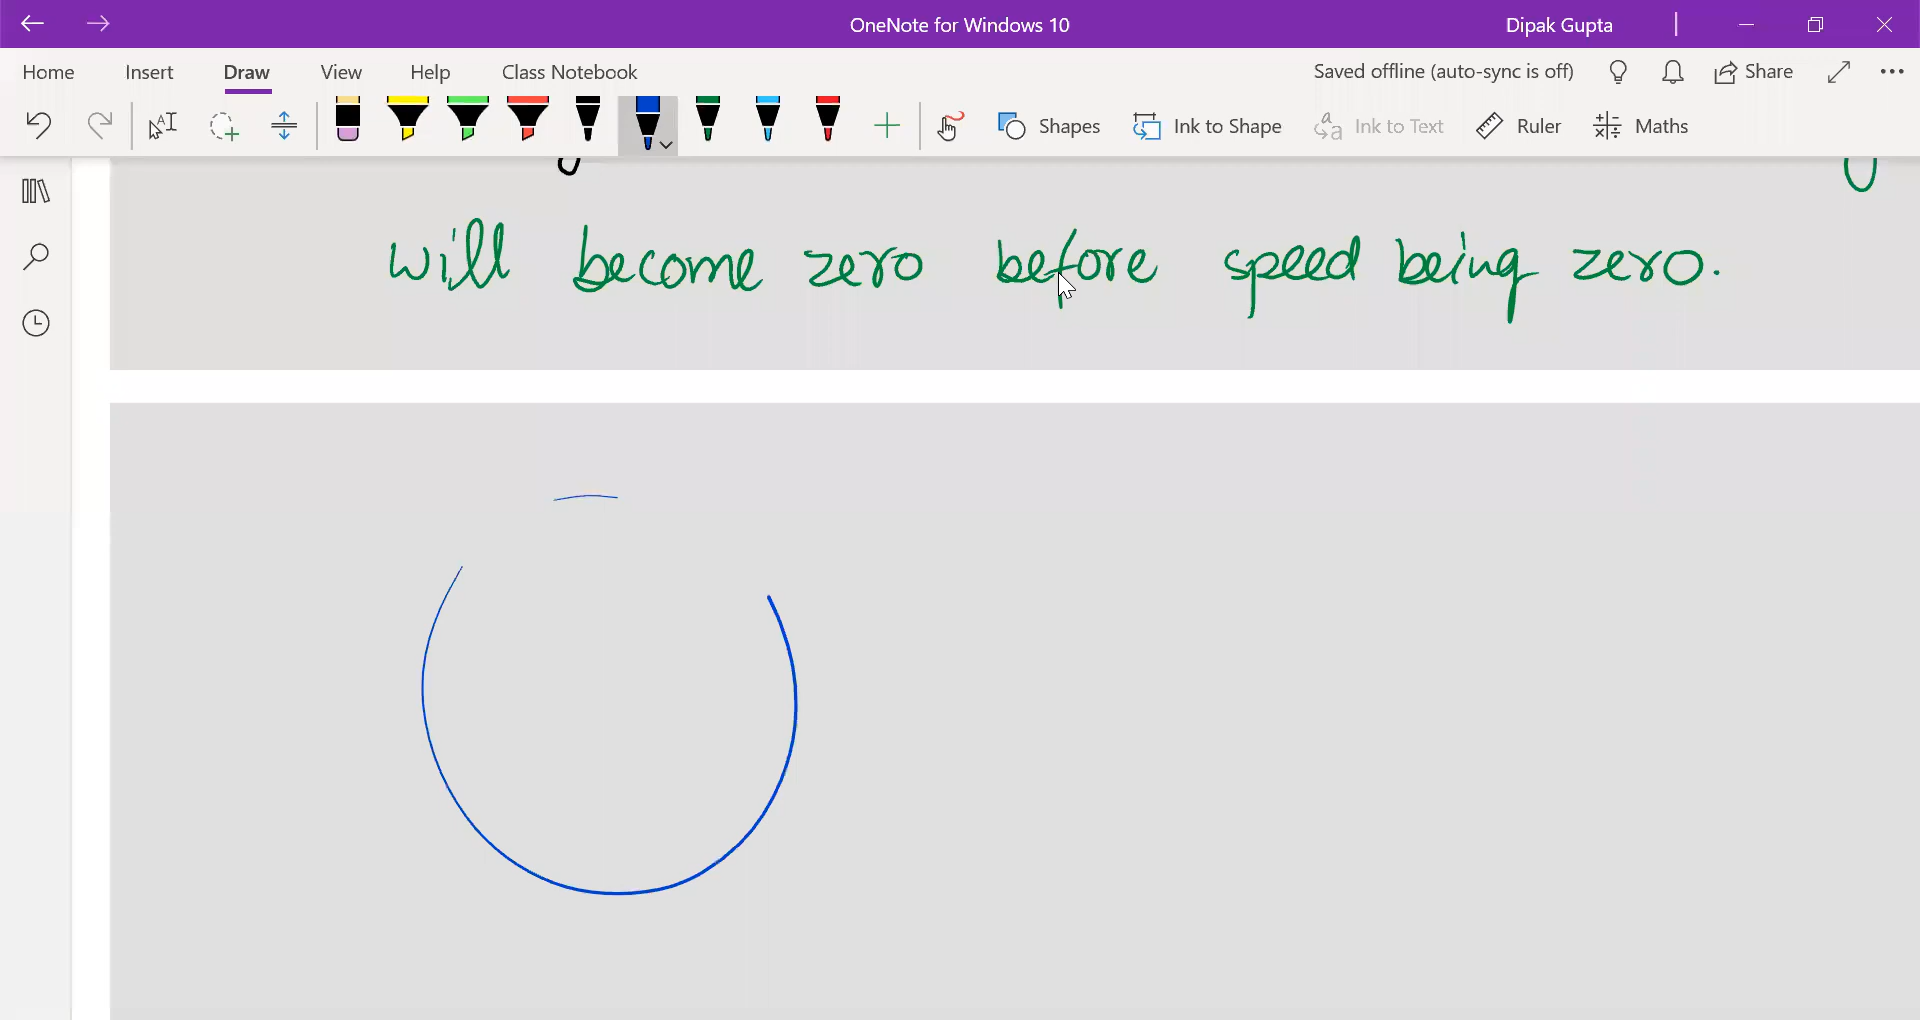 OneNote for Windows 10
Dipak Gupta
Home Insert Draw View Help Class Notebook
Saved offline (auto-sync is off) Share
Shapes Ink to Shape Ink to Text Ruler Maths
will become zero before speed being zero.